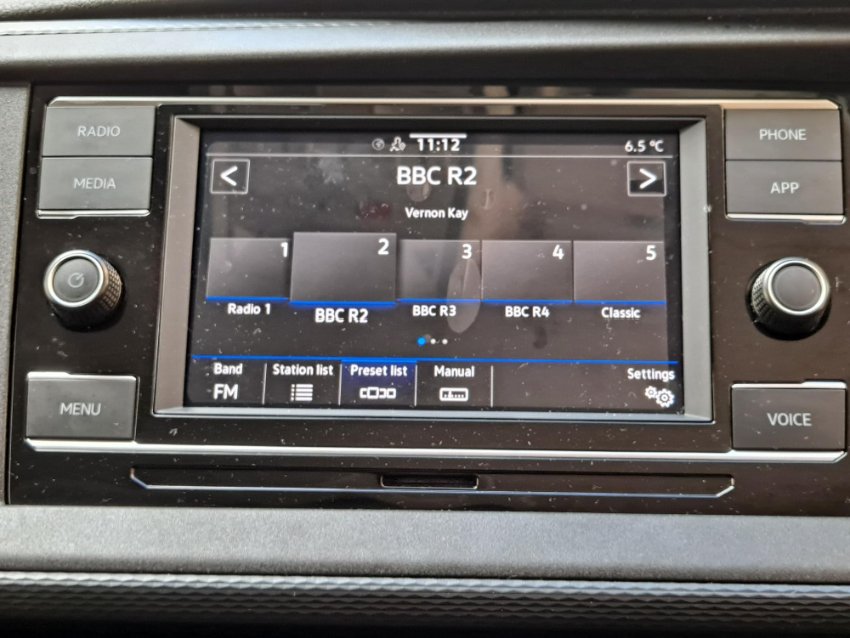 RADIO
MEDIA
MENU
11:12
6.5 °C
<
BBC R2
>
Vernon Kay
1
2
3
4
5
Radio 1
BBC R2
BBC R3
BBC R4
Classic
Band
FM
Station list
Preset list
Manual
Settings
PHONE
APP
VOICE